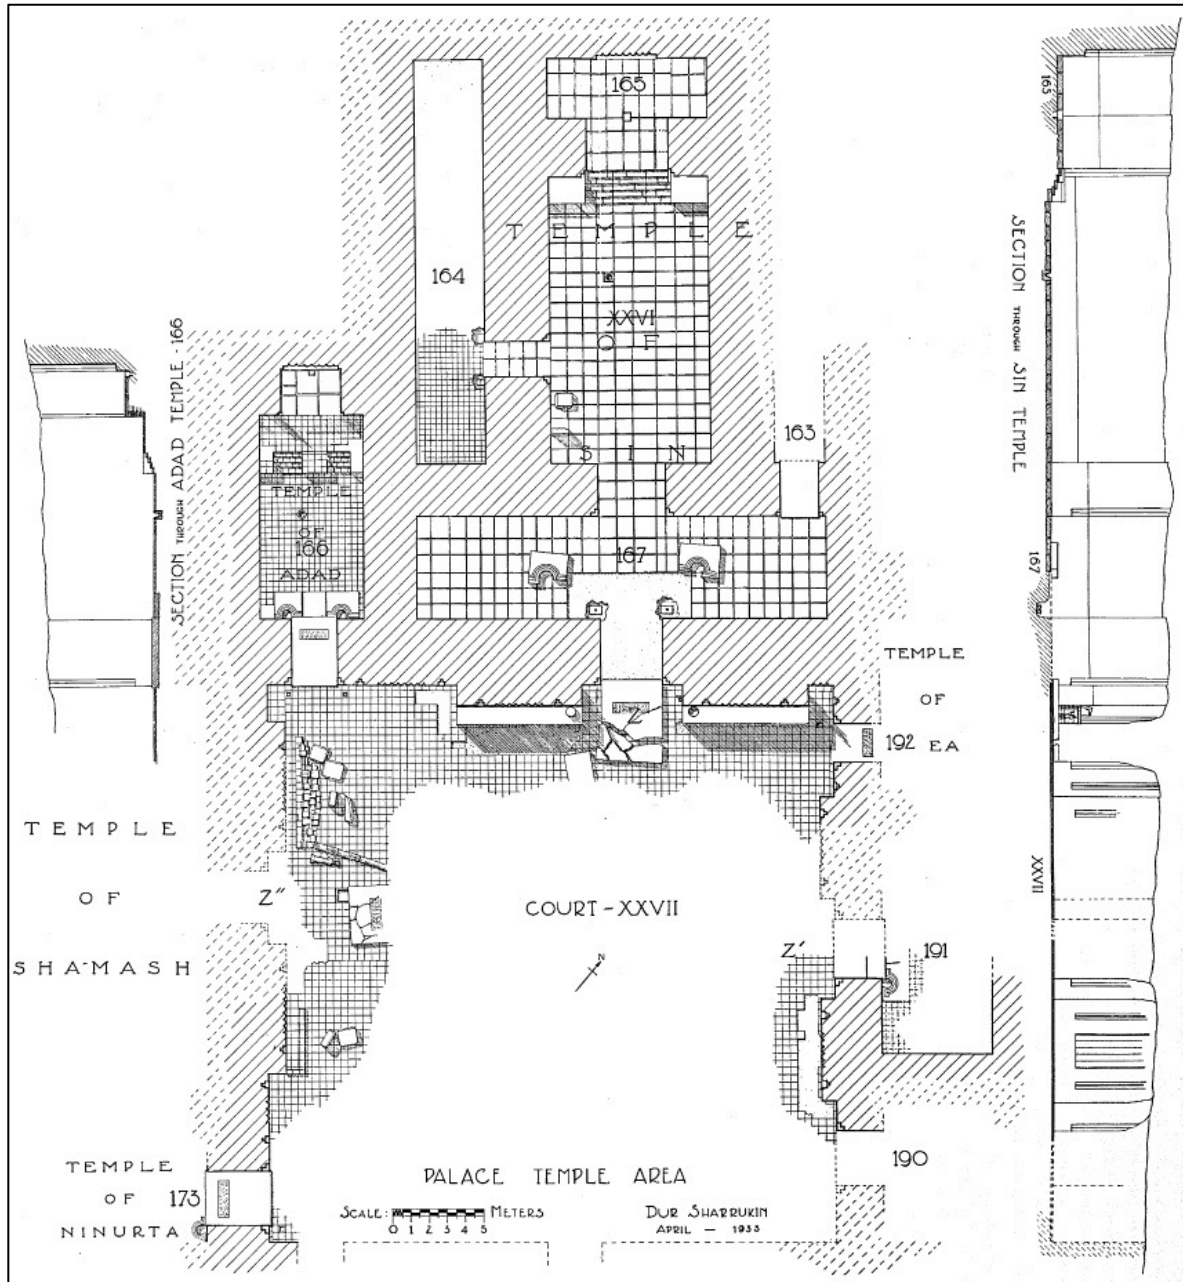 165
165
TEMPLE
164
XXVI
OF
SECTION THROUGH SIN TEMPLE
SECTION THROUGH ADAD TEMPLE - 166
163
SIN
TEMPLE
OF
166
ADAD
167
167
TEMPLE
OF
192 EA
Z
TEMPLE
OF
SHA-MASH
Z"
COURT - XXVII
XXVII
Z'
191
N
190
TEMPLE
OF
173
NINURTA
PALACE TEMPLE AREA
SCALE: METERS
0 1 2 3 4 5
DUR SHARRUKIN
APRIL — 1933